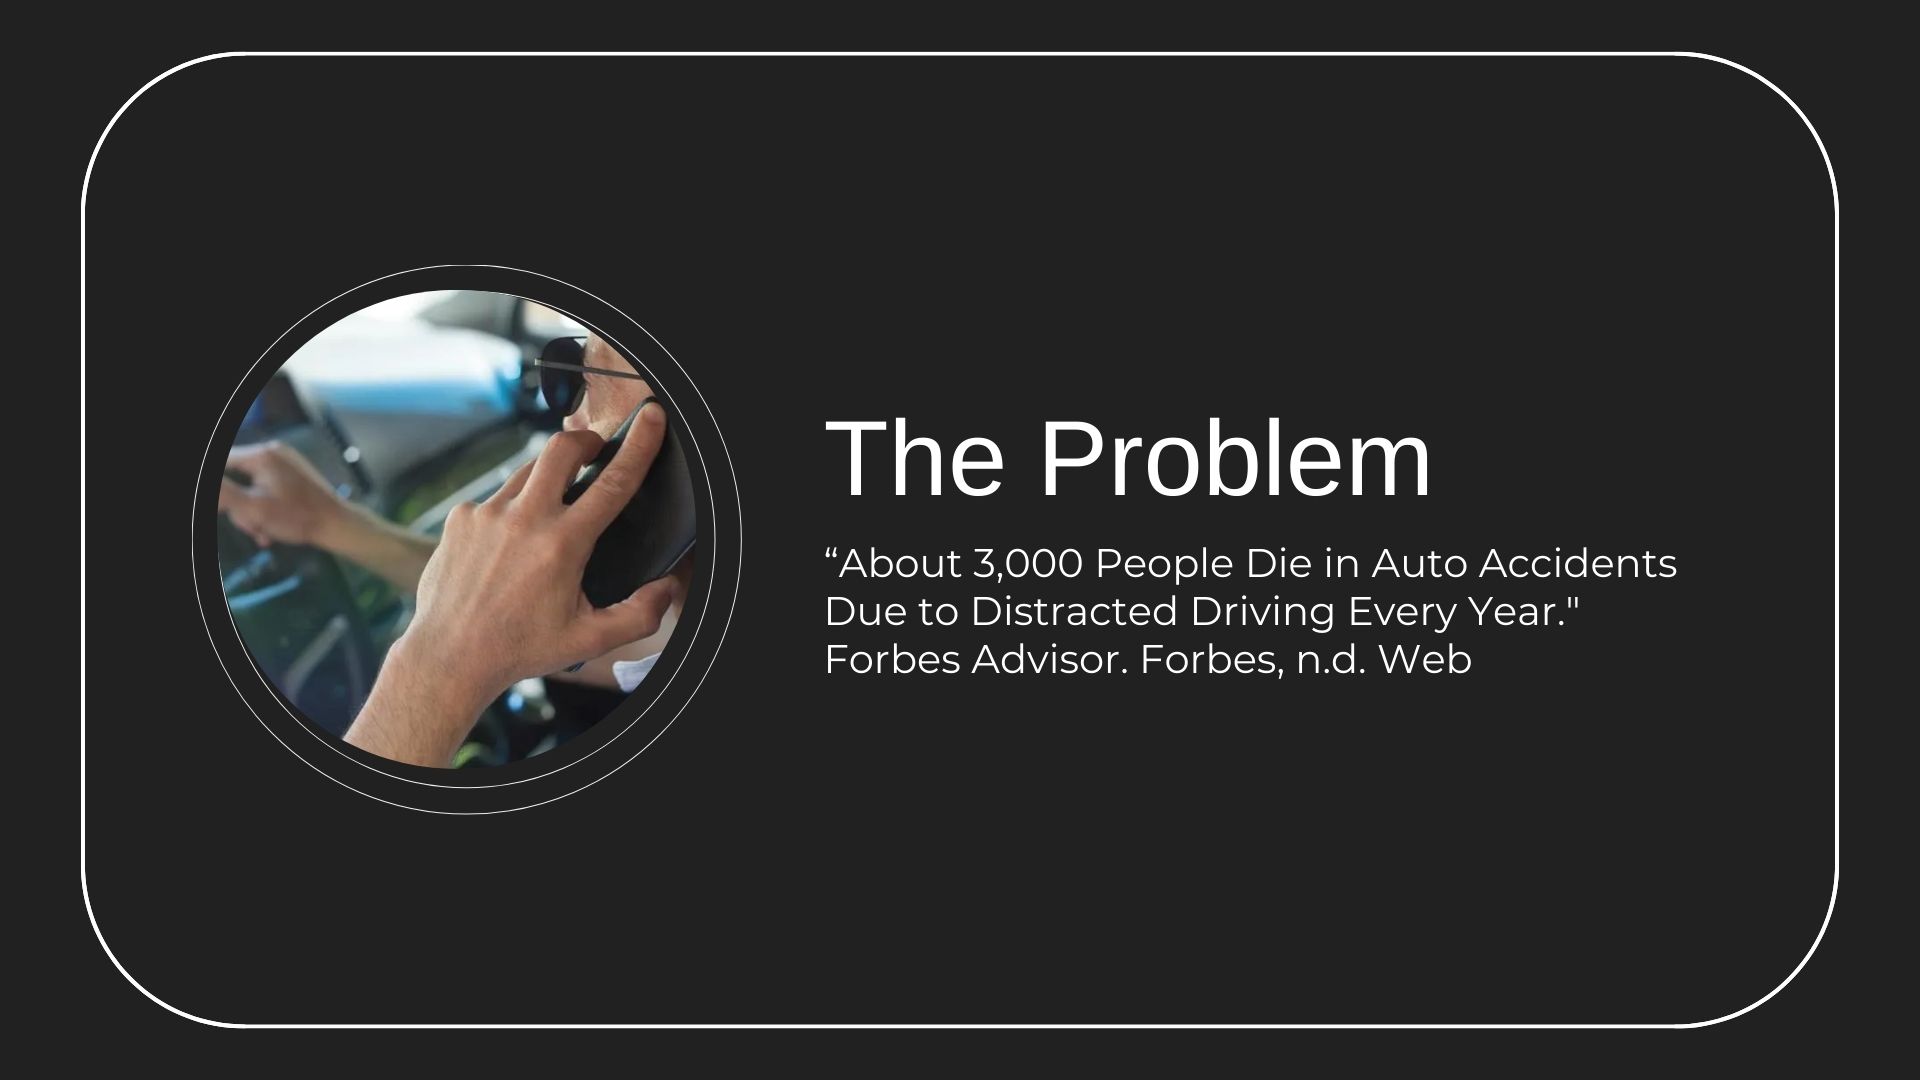 The Problem
“About 3,000 People Die in Auto Accidents
Due to Distracted Driving Every Year."
Forbes Advisor. Forbes, n.d. Web